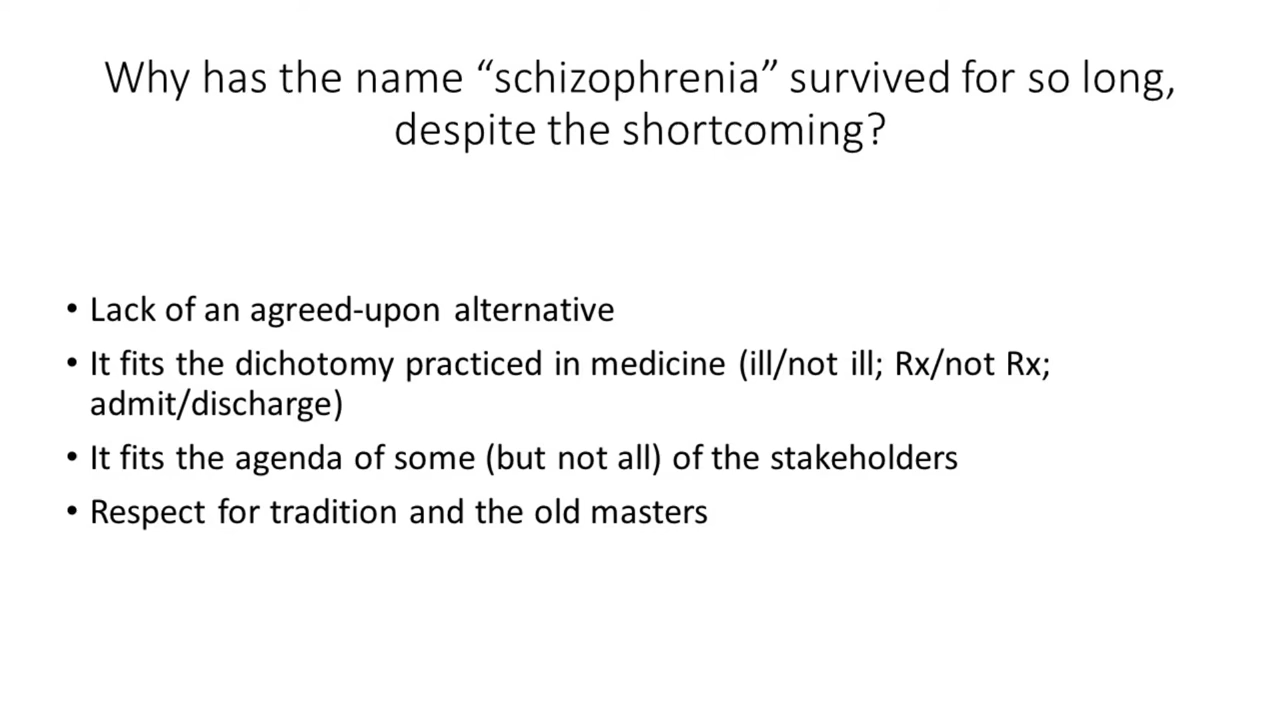 Why has the name “schizophrenia” survived for so long,
despite the shortcoming?
• Lack of an agreed-upon alternative
• It fits the dichotomy practiced in medicine (ill/not ill; Rx/not Rx;
admit/discharge)
• It fits the agenda of some (but not all) of the stakeholders
• Respect for tradition and the old masters